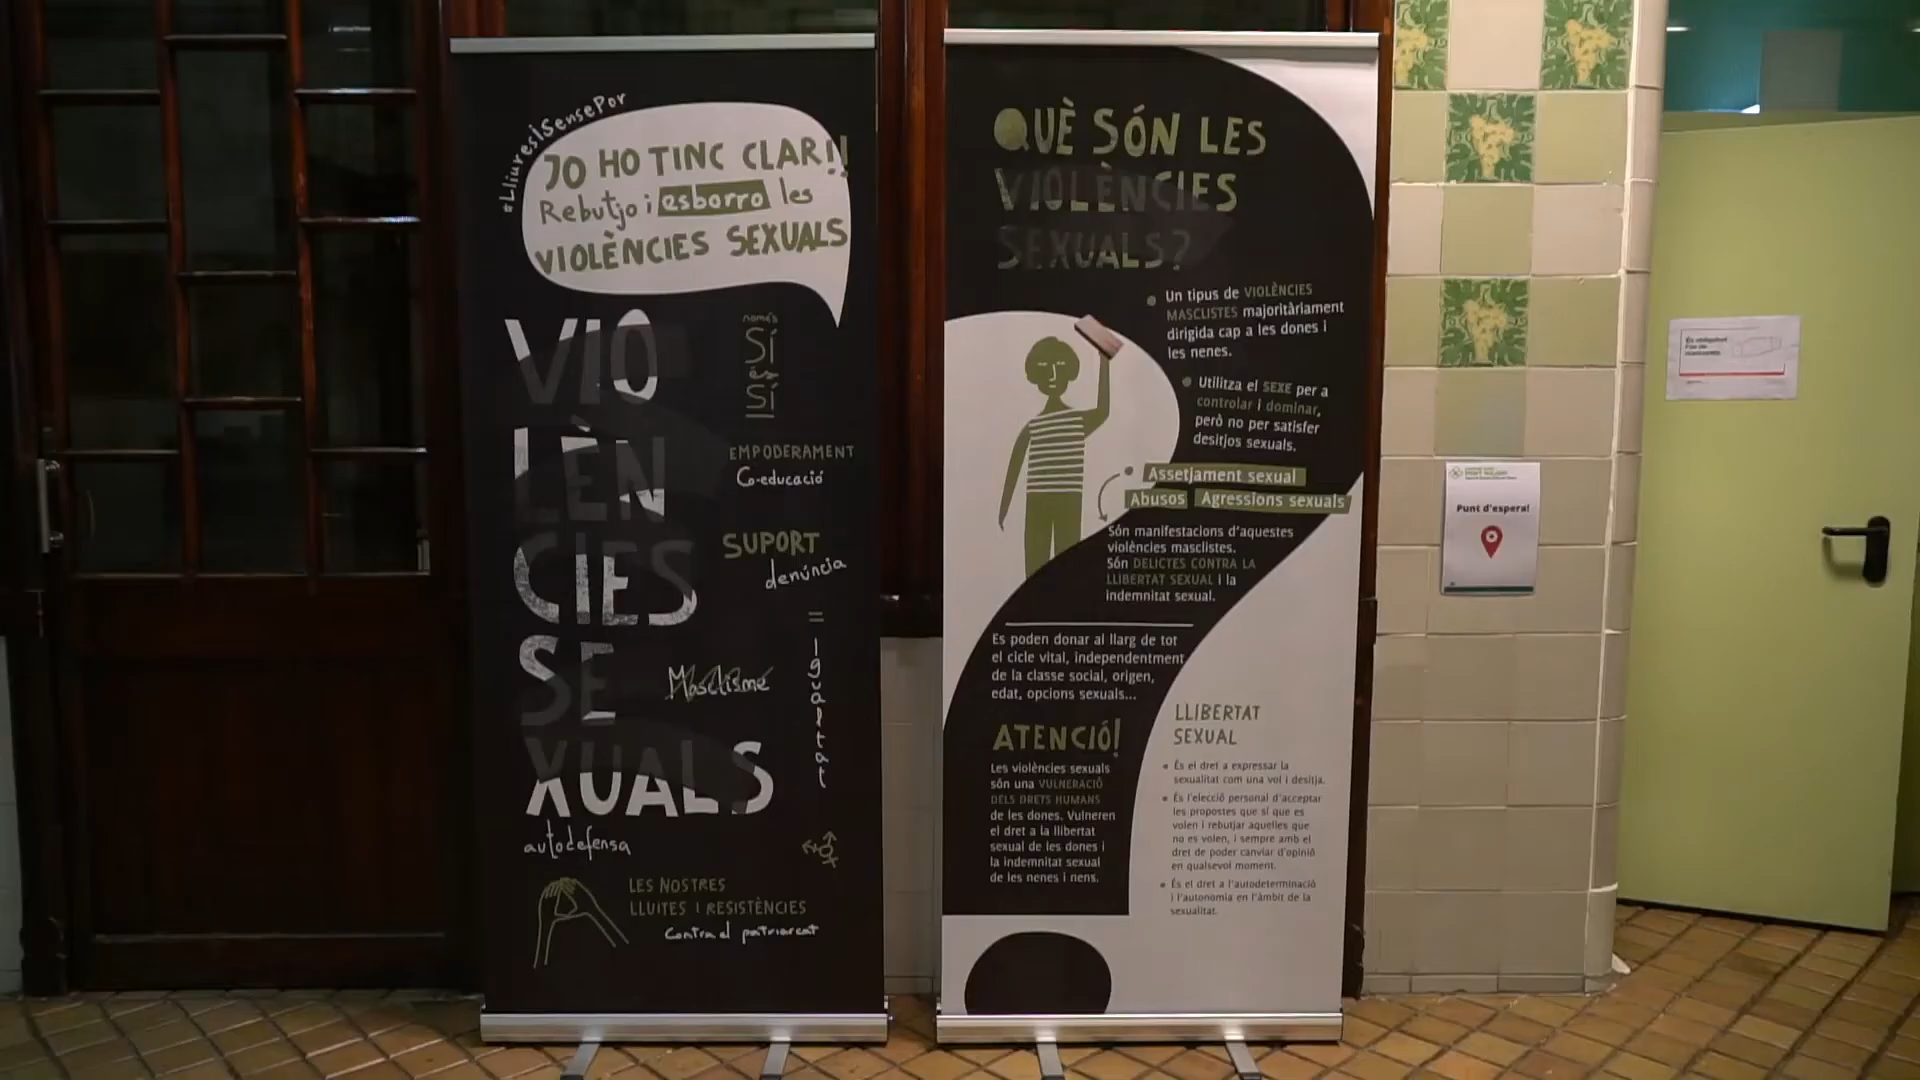 #LliuresiSensePor
JO HO TINC CLAR!!
Rebutjo i esborro les
VIOLÈNCIES SEXUALS
VIO
LÈN
CIES
SE
XUALS
només
Sí
és
Sí
EMPODERAMENT
Co-educació
SUPORT
denúncia
=
Igualtat
Masclisme
autodefensa
LES NOSTRES
LLUITES I RESISTÈNCIES
Contra el patriarcat
QUÈ SÓN LES
VIOLÈNCIES
SEXUALS?
Un tipus de VIOLÈNCIES
MASCLISTES majoritàriament
dirigida cap a les dones i
les nenes.
Utilitza el SEXE per a
controlar i dominar,
però no per satisfer
desitjos sexuals.
Assetjament sexual
Abusos Agressions sexuals
Són manifestacions d'aquestes
violències masclistes.
Són DELICTES CONTRA LA
LLIBERTAT SEXUAL i la
indemnitat sexual.
Es poden donar al llarg de tot
el cicle vital, independentment
de la classe social, origen,
edat, opcions sexuals...
ATENCIÓ!
Les violències sexuals
són una VULNERACIÓ
DELS DRETS HUMANS
de les dones. Vulneren
el dret a la llibertat
sexual de les dones i
la indemnitat sexual
de les nenes i nens.
LLIBERTAT
SEXUAL
És el dret a expressar la
sexualitat com una vol i desitja.
És l'elecció personal d'acceptar
les propostes que sí que es
volen i rebutjar aquelles que
no es volen, i sempre amb el
dret de poder canviar d'opinió
en qualsevol moment.
És el dret a l'autodeterminació
i l'autonomia en l'àmbit de la
sexualitat.
Punt d'espera!
És obligatori
l'ús de